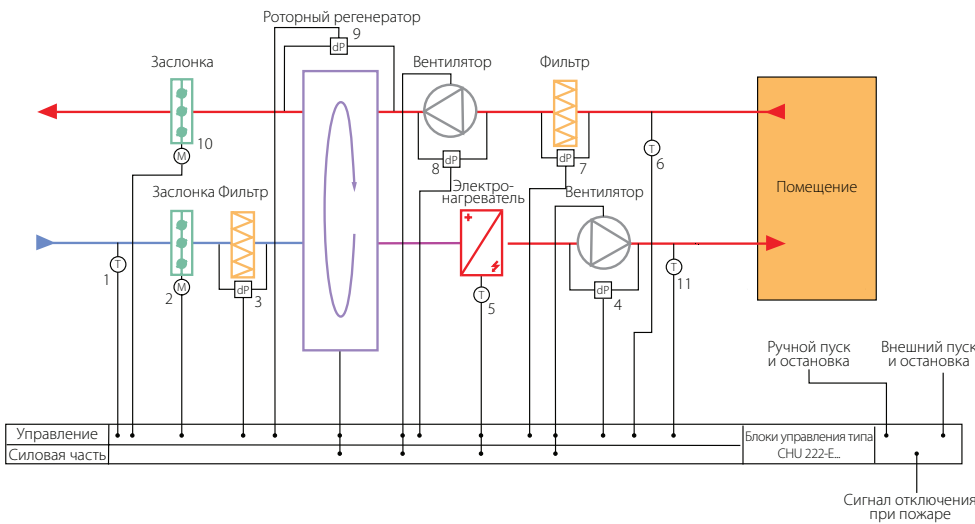 Роторный регенератор
9
dP
Заслонка
Вентилятор
Фильтр
10
M
8
dP
7
dP
T
6
Помещение
Заслонка Фильтр
Электро-
нагреватель
Вентилятор
T
1
M
2
dP
3
T
5
dP
4
T
11
Ручной пуск
и остановка
Внешний пуск
и остановка
Управление
Силовая часть
Блоки управления типа
CHU 222-E...
Сигнал отключения
при пожаре